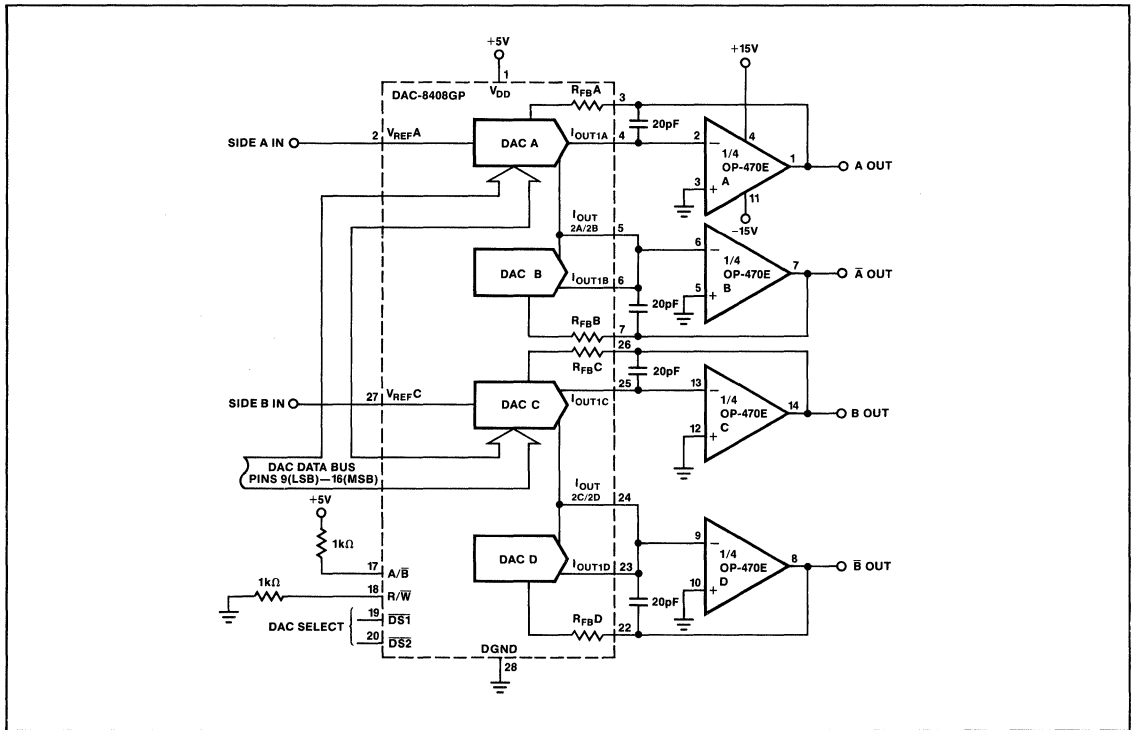 +5V
+15V
1
DAC-8408GP
VDD
RFBA
3
20pF
SIDE A IN
2
VREFA
DAC A
IOUT1A
4
2
−
4
1/4
OP-470E
A
1
A OUT
3
+
11
−15V
IOUT
2A/2B
5
6
−
DAC B
IOUT1B
6
1/4
OP-470E
B
7
A̅ OUT
5
+
20pF
RFBB
7
26
RFBC
20pF
SIDE B IN
27
VREFC
DAC C
IOUT1C
25
13
−
1/4
OP-470E
C
14
B OUT
12
+
DAC DATA BUS
PINS 9(LSB)—16(MSB)
IOUT
2C/2D
24
+5V
1kΩ
9
−
DAC D
IOUT1D
23
1/4
OP-470E
D
8
B̅ OUT
10
+
17
A/B̅
1kΩ
18
R/W̅
20pF
DAC SELECT
19
D̅S̅1̅
20
D̅S̅2̅
RFBD
22
DGND
28